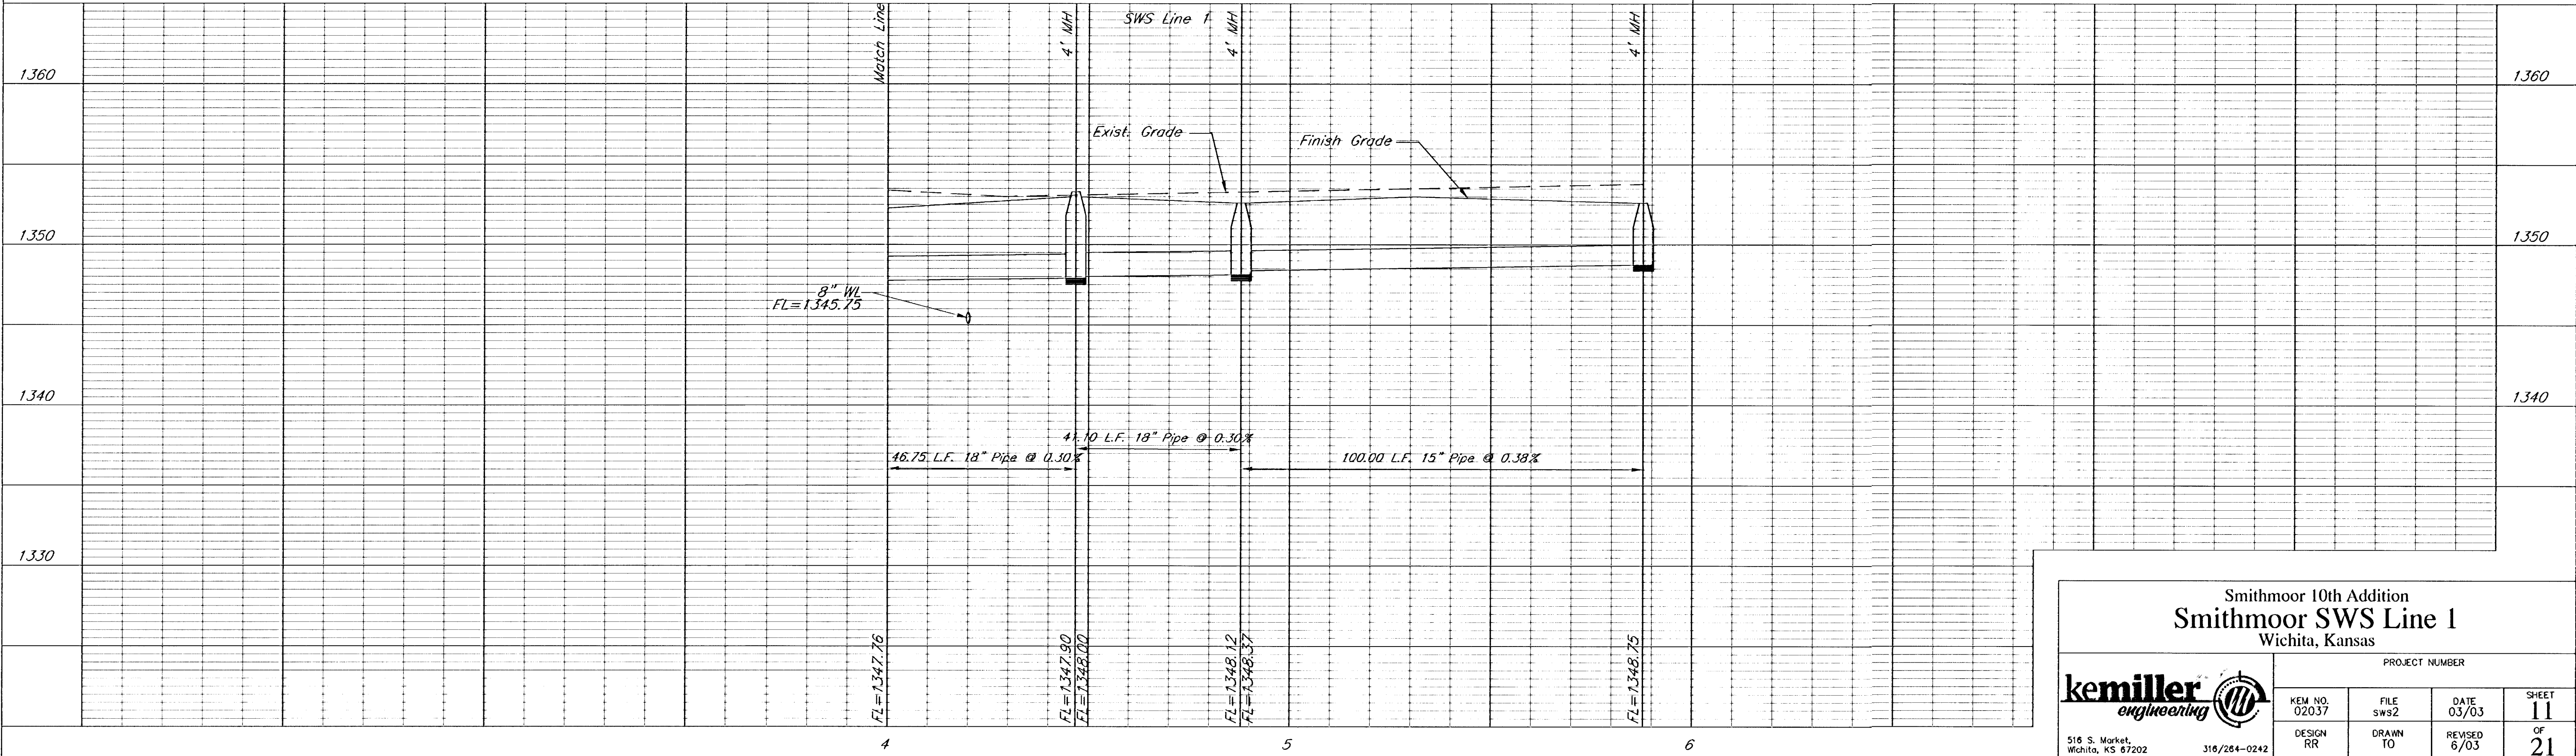 Match Line
4' MH
SWS Line 1
4' MH
4' MH
1360
1360
Exist. Grade
Finish Grade
1350
1350
8" WL
FL=1345.75
1340
1340
41.10 L.F. 18" Pipe @ 0.30%
46.75 L.F. 18" Pipe @ 0.30%
100.00 L.F. 15" Pipe @ 0.38%
1330
FL=1347.76
FL=1347.90
FL=1348.00
FL=1348.12
FL=1348.37
FL=1348.75
4
5
6
Smithmoor 10th Addition
Smithmoor SWS Line 1
Wichita, Kansas
PROJECT NUMBER
kemiller
engineering
516 S. Market,
Wichita, KS 67202
316/264-0242
KEM NO.
02037
FILE
sws2
DATE
03/03
SHEET
11
DESIGN
RR
DRAWN
TO
REVISED
6/03
OF
21